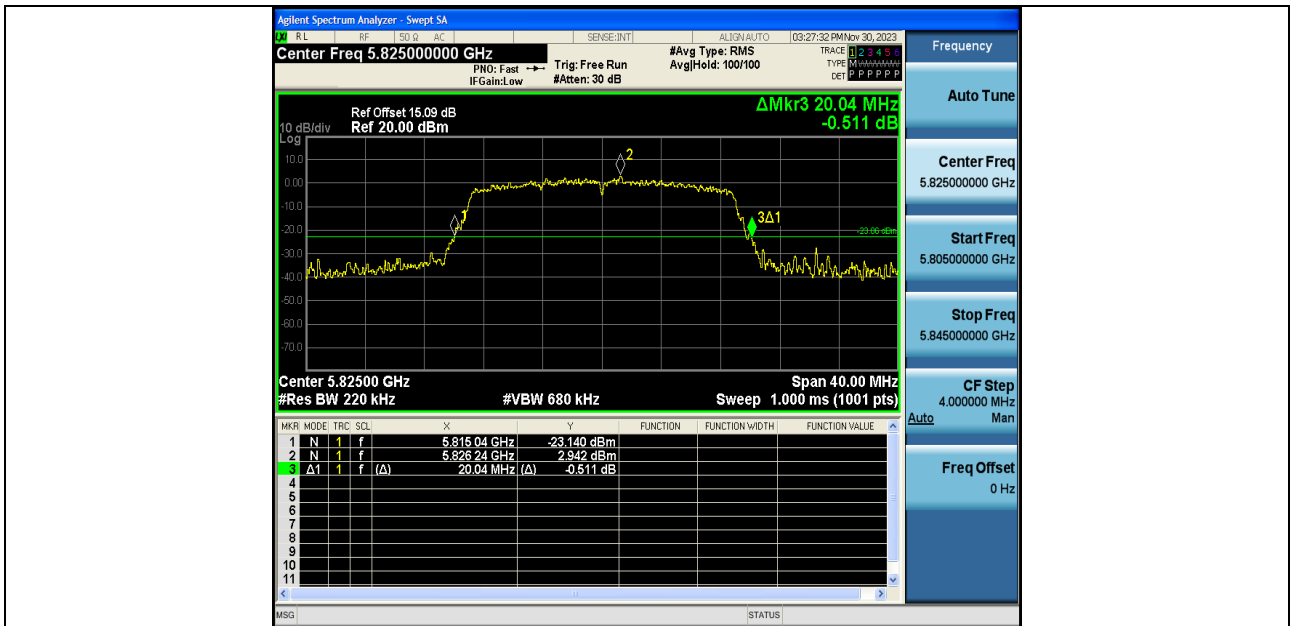 Agilent Spectrum Analyzer - Swept SA
LXI RL RF 50 Ω AC SENSE:INT ALIGN AUTO 03:27:32 PM Nov 30, 2023
Center Freq 5.825000000 GHz
PNO: Fast
IFGain:Low
Trig: Free Run
#Atten: 30 dB
#Avg Type: RMS
Avg|Hold: 100/100
TRACE 1 2 3 4 5 6
TYPE M
DET P P P P P P
Frequency
ΔMkr3 20.04 MHz
-0.511 dB
Ref Offset 15.09 dB
10 dB/div Ref 20.00 dBm
Log
10.0
0.00
-10.0
-20.0
-30.0
-40.0
-50.0
-60.0
-70.0
1
2
3Δ1
-23.06 dBm
Center 5.82500 GHz Span 40.00 MHz
#Res BW 220 kHz #VBW 680 kHz Sweep 1.000 ms (1001 pts)
MKR MODE TRC SCL X Y FUNCTION FUNCTION WIDTH FUNCTION VALUE
1 N 1 f 5.815 04 GHz -23.140 dBm
2 N 1 f 5.826 24 GHz 2.942 dBm
3 Δ1 1 f (Δ) 20.04 MHz (Δ) -0.511 dB
4
5
6
7
8
9
10
11
Auto Tune
Center Freq
5.825000000 GHz
Start Freq
5.805000000 GHz
Stop Freq
5.845000000 GHz
CF Step
4.000000 MHz
Auto Man
Freq Offset
0 Hz
MSG STATUS